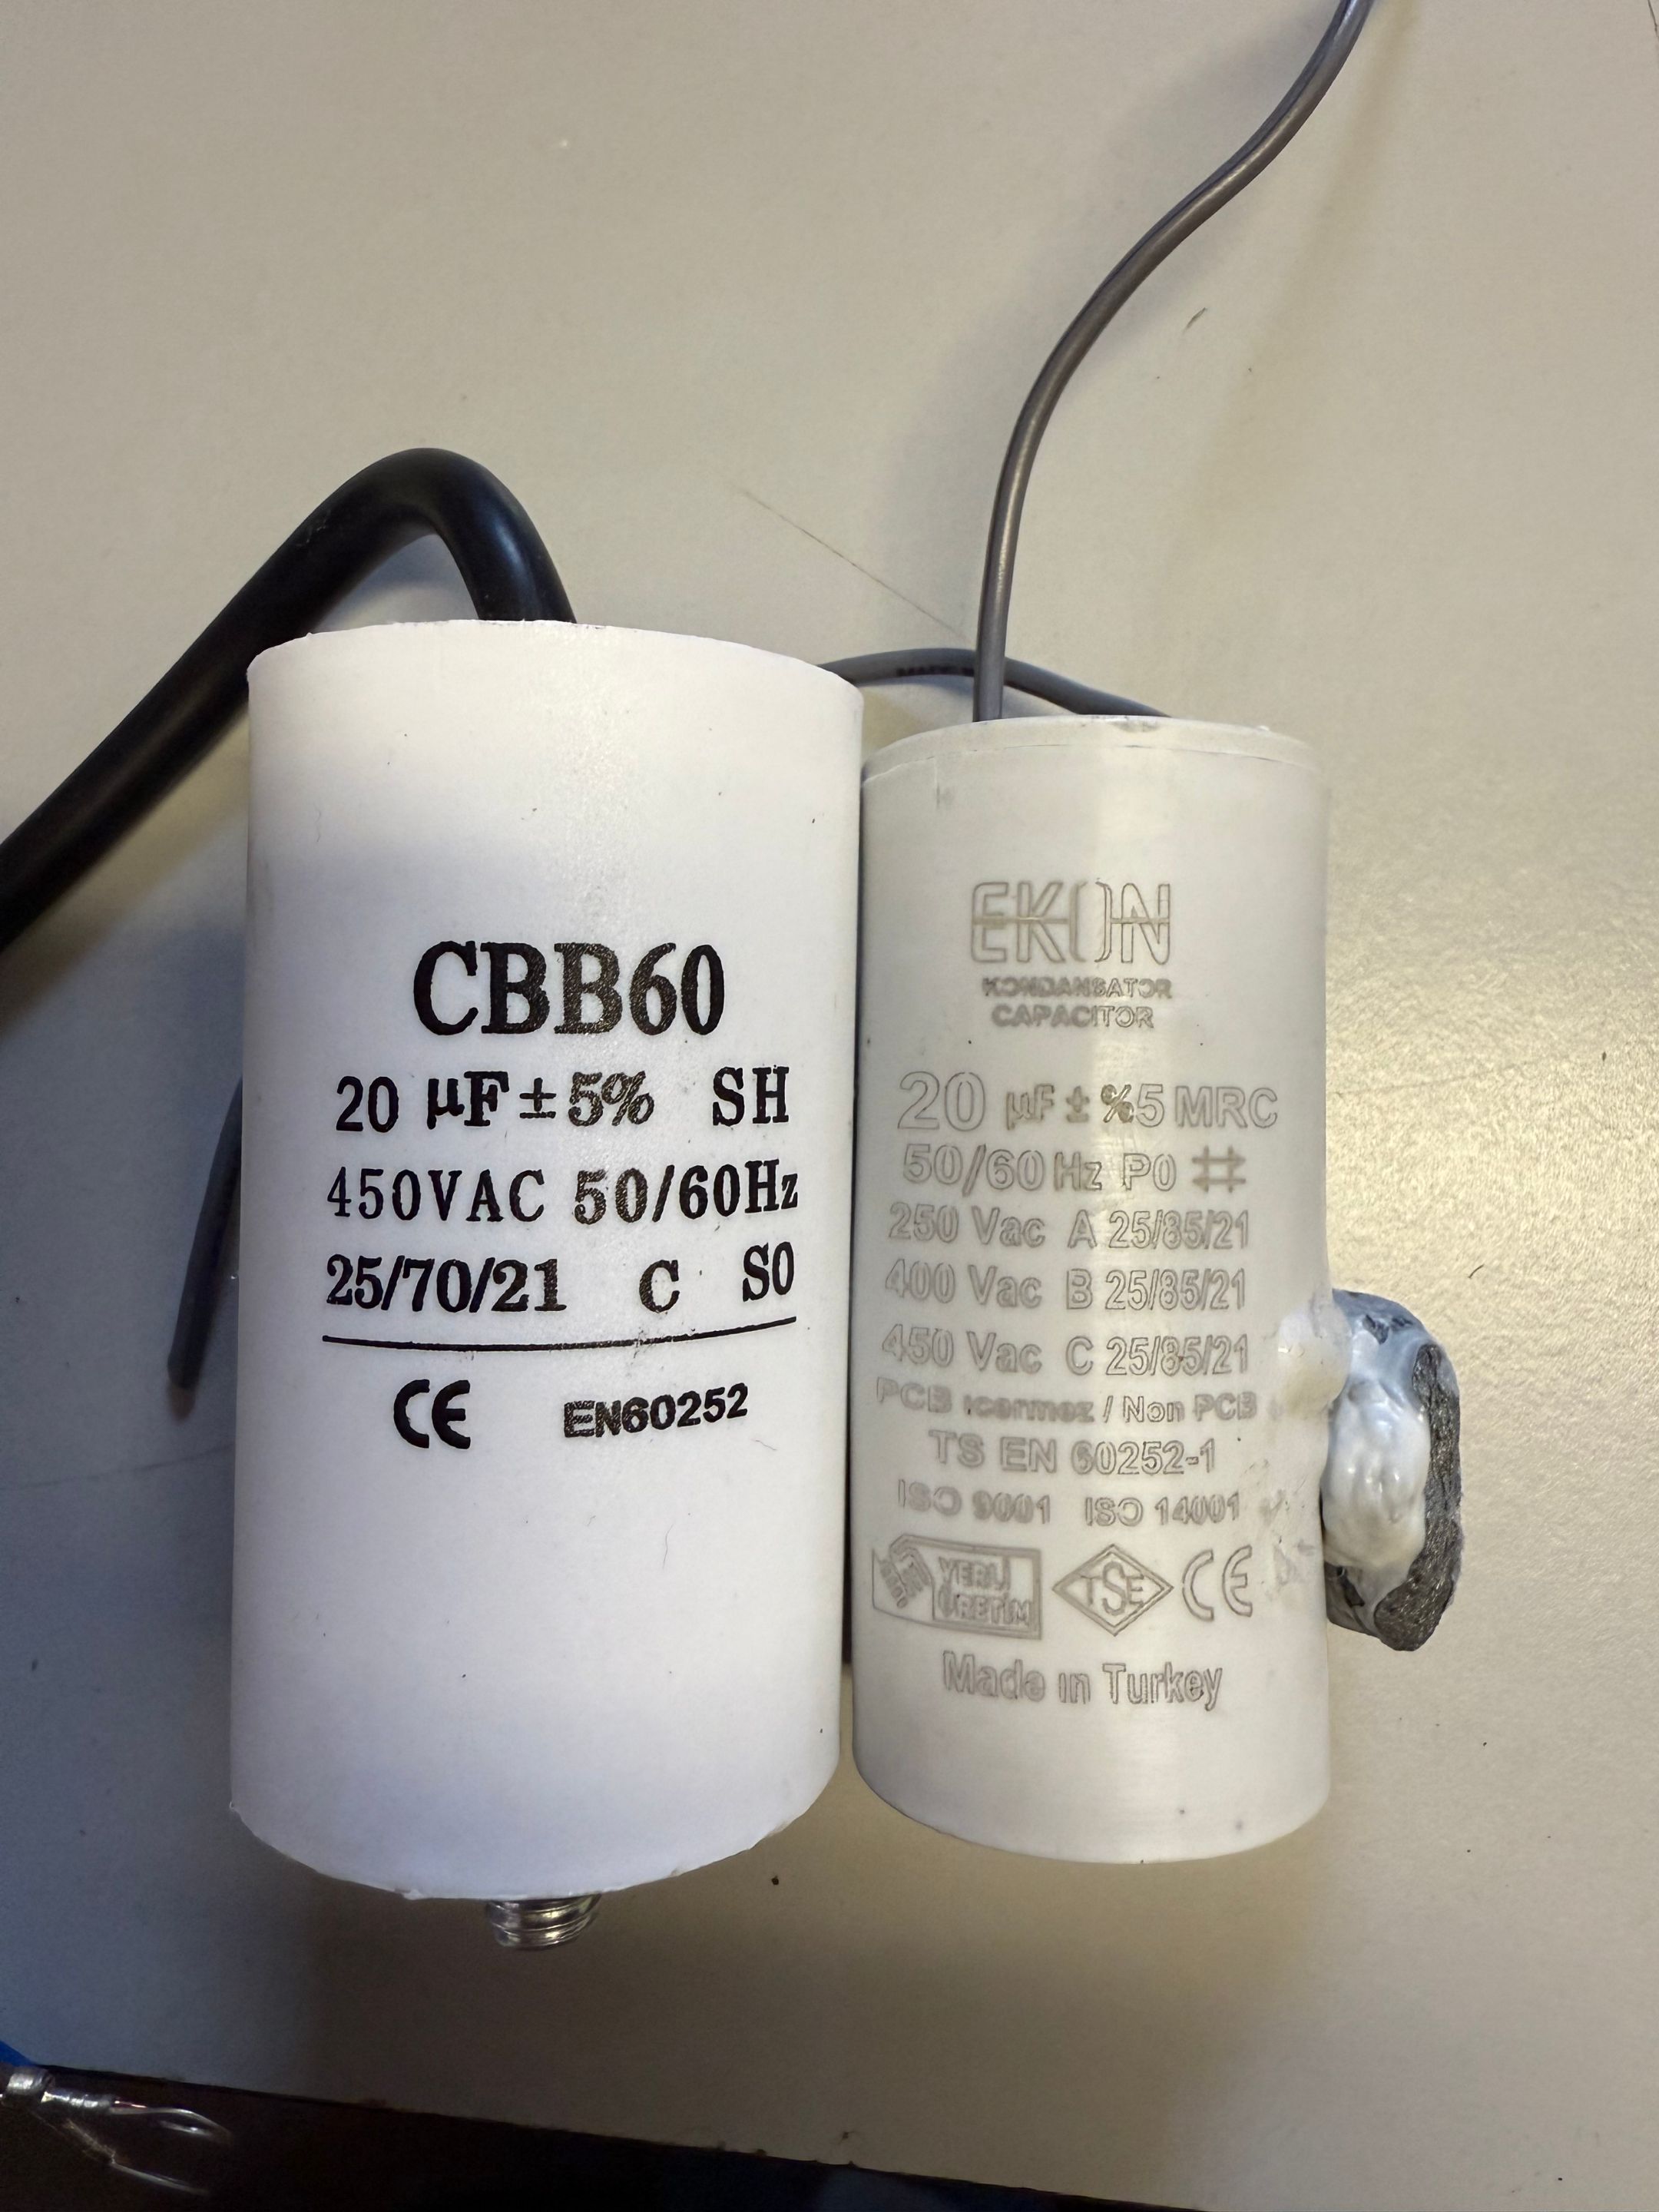 CBB60
20 µF ± 5% SH
450VAC 50/60Hz
25/70/21 C S0
CE EN60252
EKON
KONDANSATOR
CAPACITOR
20 µF ± %5 MRC
50/60 Hz P0 ⌗
250 Vac A 25/85/21
400 Vac B 25/85/21
450 Vac C 25/85/21
PCB icermez / Non PCB
TS EN 60252-1
ISO 9001 ISO 14001
YERLİ
ÜRETİM
TSE CE
Made in Turkey